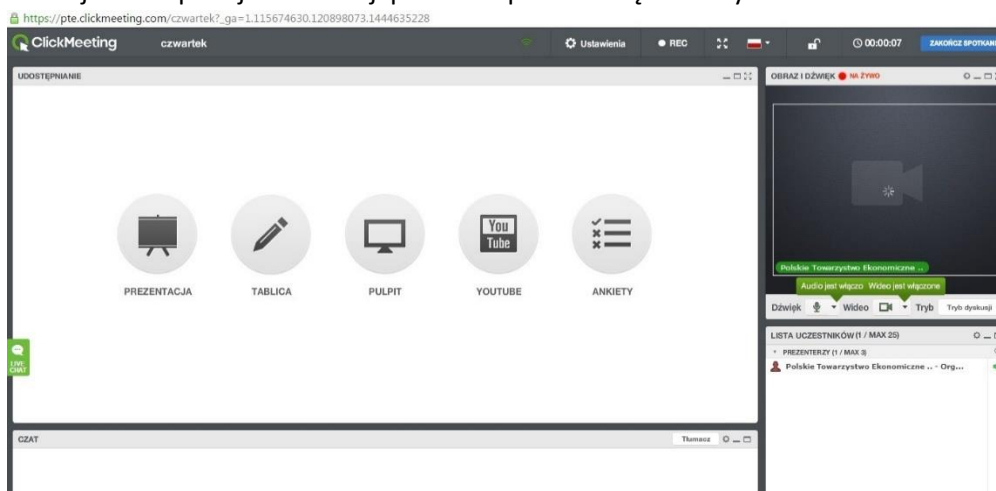 https://pte.clickmeeting.com/czwartek?_ga=1.115674630.120898073.1444635228
ClickMeeting czwartek Ustawienia REC 00:00:07 ZAKOŃCZ SPOTKANI
UDOSTĘPNIANIE
PREZENTACJA TABLICA PULPIT YOUTUBE ANKIETY
You
Tube
LIVE
CHAT
CZAT Tłumacz
OBRAZ I DŹWIĘK NA ŻYWO
Polskie Towarzystwo Ekonomiczne ..
Audio jest włączo Wideo jest włączone
Dźwięk Wideo Tryb Tryb dyskusji
LISTA UCZESTNIKÓW (1 / MAX 25)
PREZENTERZY (1 / MAX 3)
Polskie Towarzystwo Ekonomiczne .. - Org...